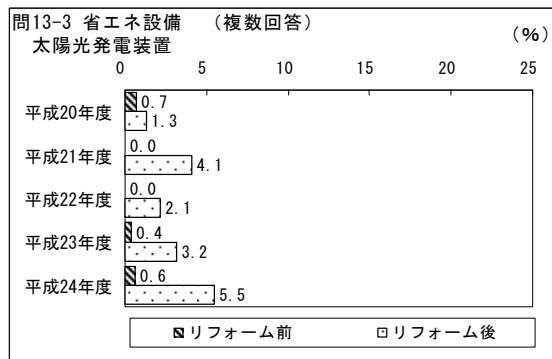 問13-3 省エネ設備 (複数回答)
太陽光発電装置
(%)
0 5 10 15 20 25
平成20年度
0.7
1.3
平成21年度
0.0
4.1
平成22年度
0.0
2.1
平成23年度
0.4
3.2
平成24年度
0.6
5.5
リフォーム前 リフォーム後